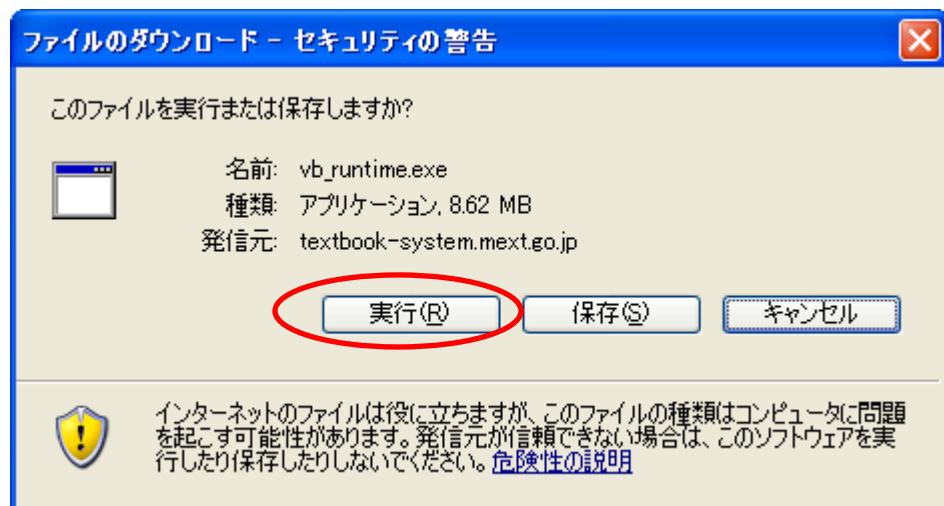 ファイルのダウンロード - セキュリティの警告
このファイルを実行または保存しますか?
名前: vb_runtime.exe
種類: アプリケーション, 8.62 MB
発信元: textbook-system.mext.go.jp
実行(R) 保存(S) キャンセル
インターネットのファイルは役に立ちますが、このファイルの種類はコンピュータに問題
を起こす可能性があります。発信元が信頼できない場合は、このソフトウェアを実
行したり保存したりしないでください。危険性の説明